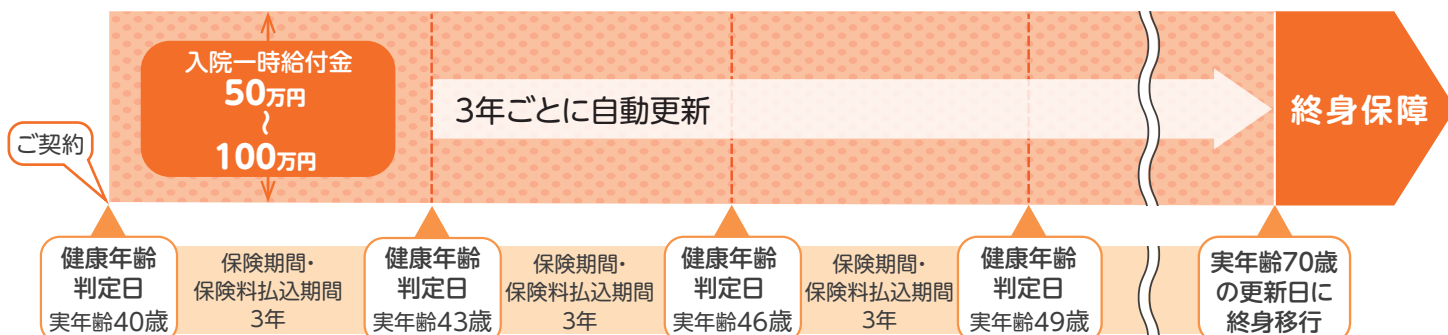 入院一時給付金
50万円
〜
100万円
3年ごとに自動更新
終身保障
ご契約
健康年齢
判定日
実年齢40歳
保険期間・
保険料払込期間
3年
健康年齢
判定日
実年齢43歳
保険期間・
保険料払込期間
3年
健康年齢
判定日
実年齢46歳
保険期間・
保険料払込期間
3年
健康年齢
判定日
実年齢49歳
実年齢70歳
の更新日に
終身移行